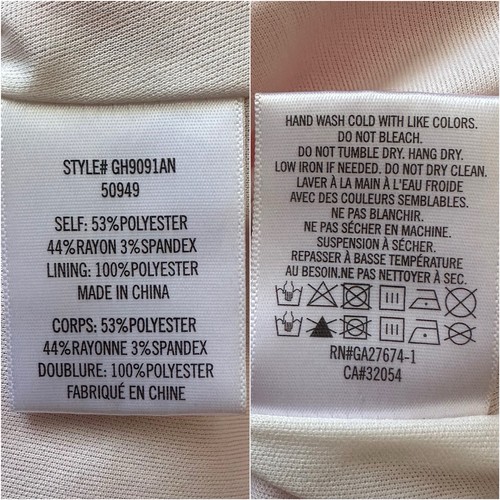 STYLE# GH9091AN
50949
SELF: 53%POLYESTER
44%RAYON 3%SPANDEX
LINING: 100%POLYESTER
MADE IN CHINA
CORPS: 53%POLYESTER
44%RAYONNE 3%SPANDEX
DOUBLURE: 100%POLYESTER
FABRIQUÉ EN CHINE
HAND WASH COLD WITH LIKE COLORS.
DO NOT BLEACH.
DO NOT TUMBLE DRY. HANG DRY.
LOW IRON IF NEEDED. DO NOT DRY CLEAN.
LAVER À LA MAIN À L'EAU FROIDE
AVEC DES COULEURS SEMBLABLES.
NE PAS BLANCHIR.
NE PAS SÉCHER EN MACHINE.
SUSPENSION À SÉCHER.
REPASSER À BASSE TEMPÉRATURE
AU BESOIN.NE PAS NETTOYER À SEC.
RN#GA27674-1
CA#32054